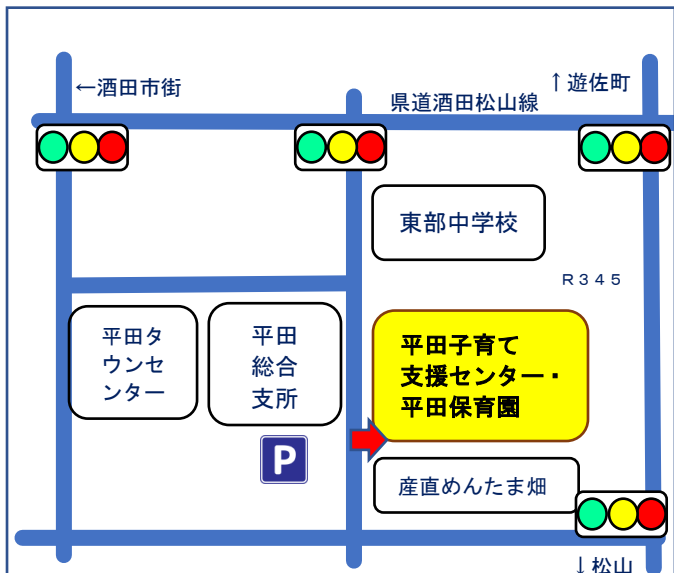 ←酒田市街
↑遊佐町
県道酒田松山線
東部中学校
R345
平田タ
ウンセ
ンター
平田
総合
支所
平田子育て
支援センター・
平田保育園
P
産直めんたま畑
↓松山